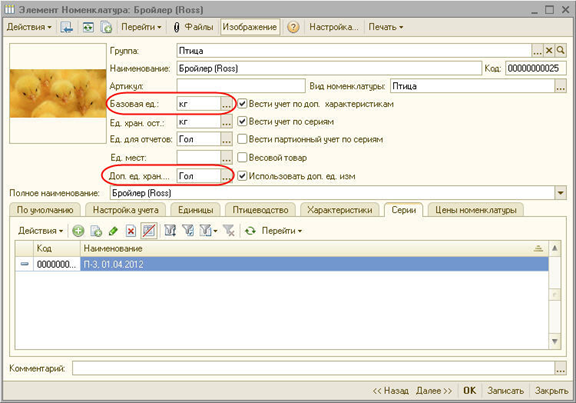 Элемент Номенклатура: Бройлер (Ross)
Действия Перейти Файлы Изображение Настройка... Печать
Группа: Птица
Наименование: Бройлер (Ross) Код: 00000000025
Артикул: Вид номенклатуры: Птица
Базовая ед.: кг Вести учет по доп. характеристикам
Ед. хран. ост.: кг Вести учет по сериям
Ед. для отчетов: Гол Вести партионный учет по сериям
Ед. мест: Весовой товар
Доп. ед. хран.... Гол Использовать доп. ед. изм
Полное наименование: Бройлер (Ross)
По умолчанию Настройка учета Единицы Птицеводство Характеристики Серии Цены номенклатуры
Действия Перейти
Код Наименование
0000000... П-3, 01.04.2012
Комментарий:
<< Назад Далее >> OK Записать Закрыть